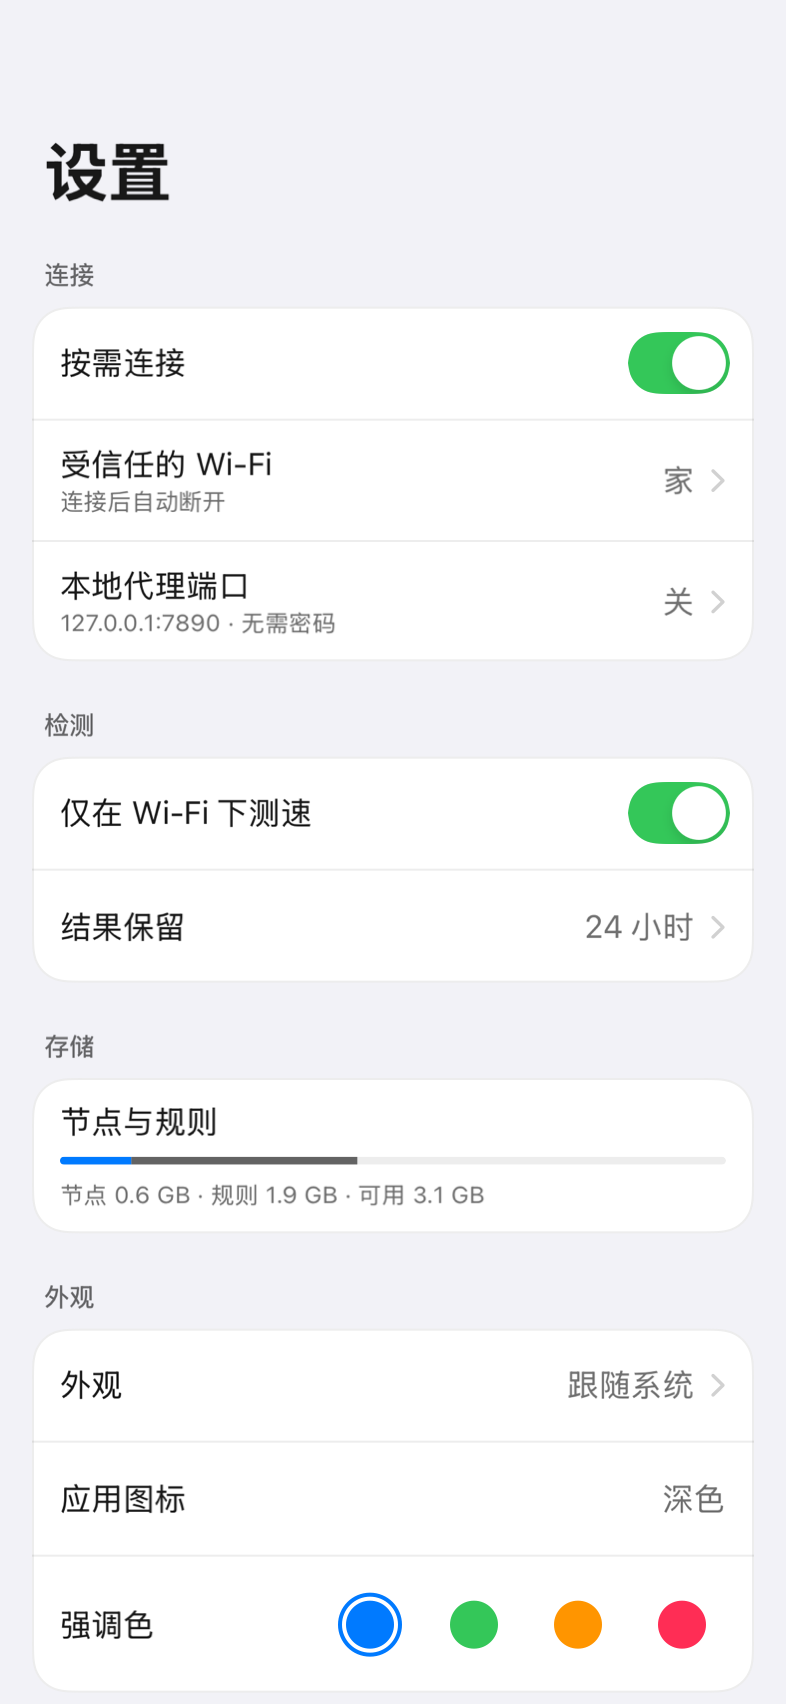 设置
连接
按需连接
受信任的 Wi-Fi
家
连接后自动断开
本地代理端口
关
127.0.0.1:7890 · 无需密码
检测
仅在 Wi-Fi 下测速
结果保留
24 小时
存储
节点与规则
节点 0.6 GB · 规则 1.9 GB · 可用 3.1 GB
外观
外观
跟随系统
应用图标
深色
强调色